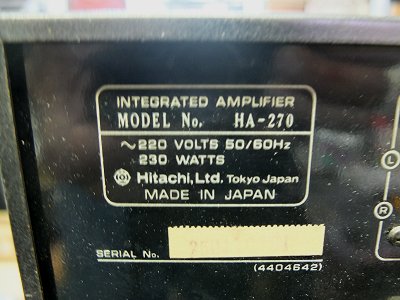 INTEGRATED AMPLIFIER
MODEL No. HA-270
~220 VOLTS 50/60Hz
230 WATTS
Hitachi, Ltd. Tokyo Japan
MADE IN JAPAN
L
R
SERIAL No.
(4404642)